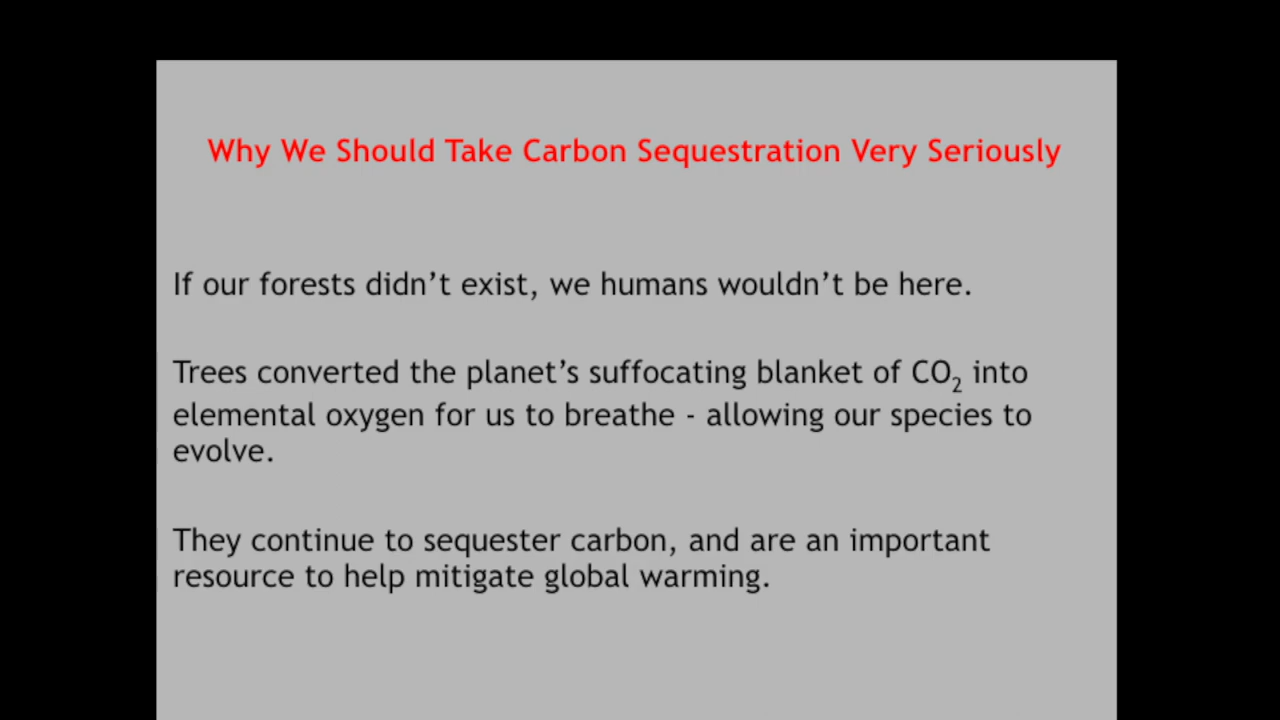 Why We Should Take Carbon Sequestration Very Seriously
If our forests didn’t exist, we humans wouldn’t be here.
Trees converted the planet’s suffocating blanket of CO₂ into
elemental oxygen for us to breathe - allowing our species to
evolve.
They continue to sequester carbon, and are an important
resource to help mitigate global warming.